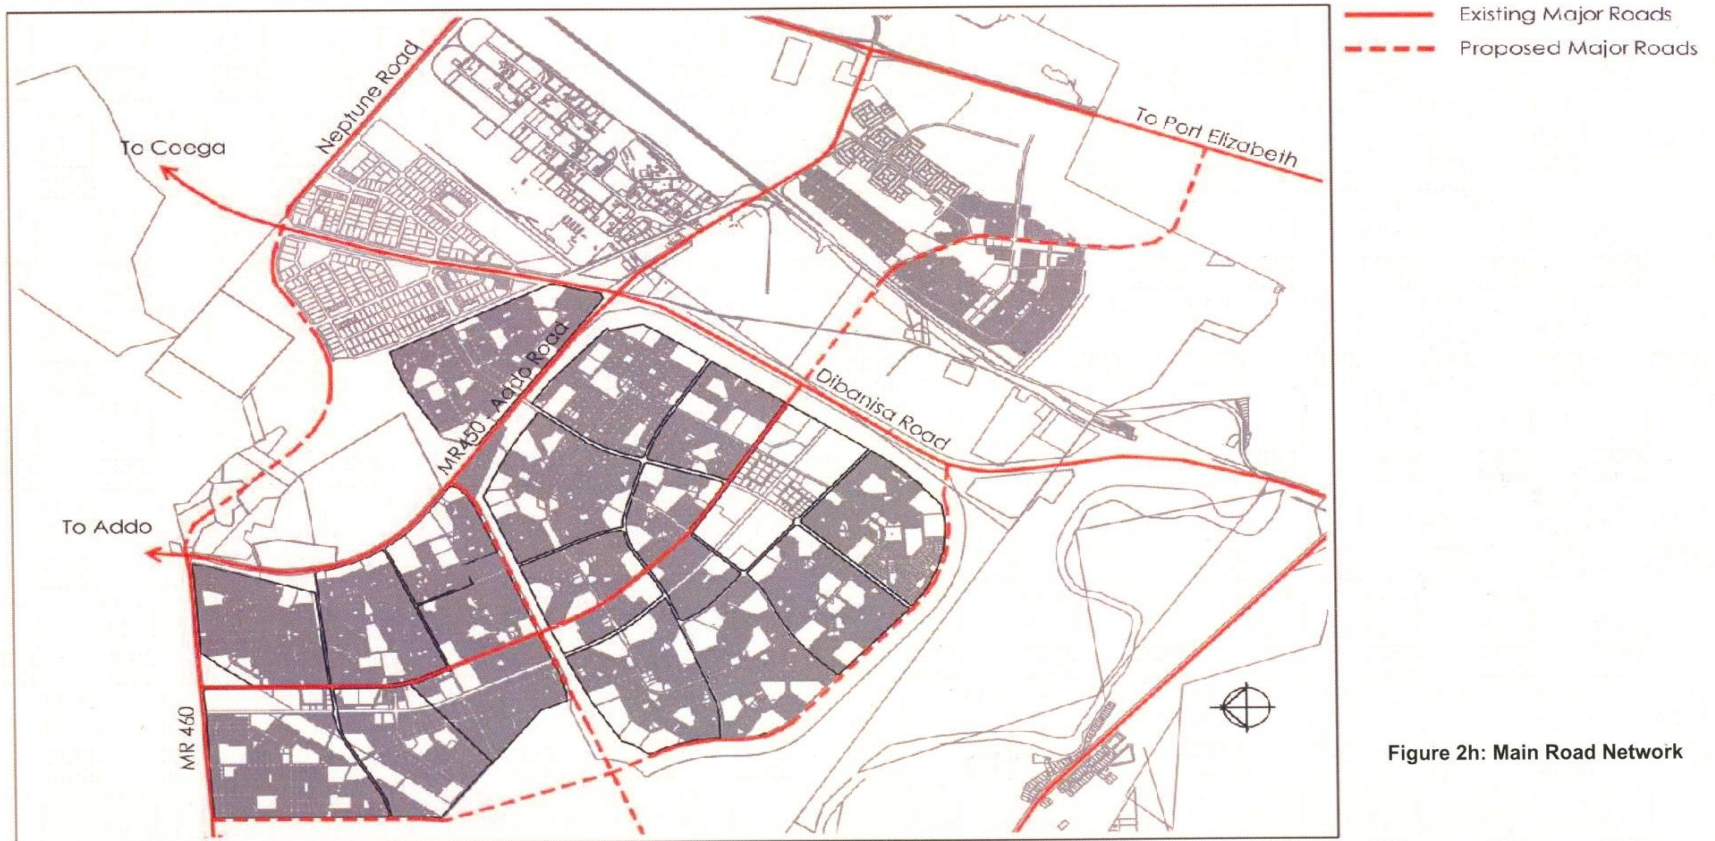 Existing Major Roads
Proposed Major Roads
Neptune Road
To Coega
To Port Elizabeth
MR450 - Addo Road
Dibanisa Road
To Addo
MR 460
Figure 2h: Main Road Network